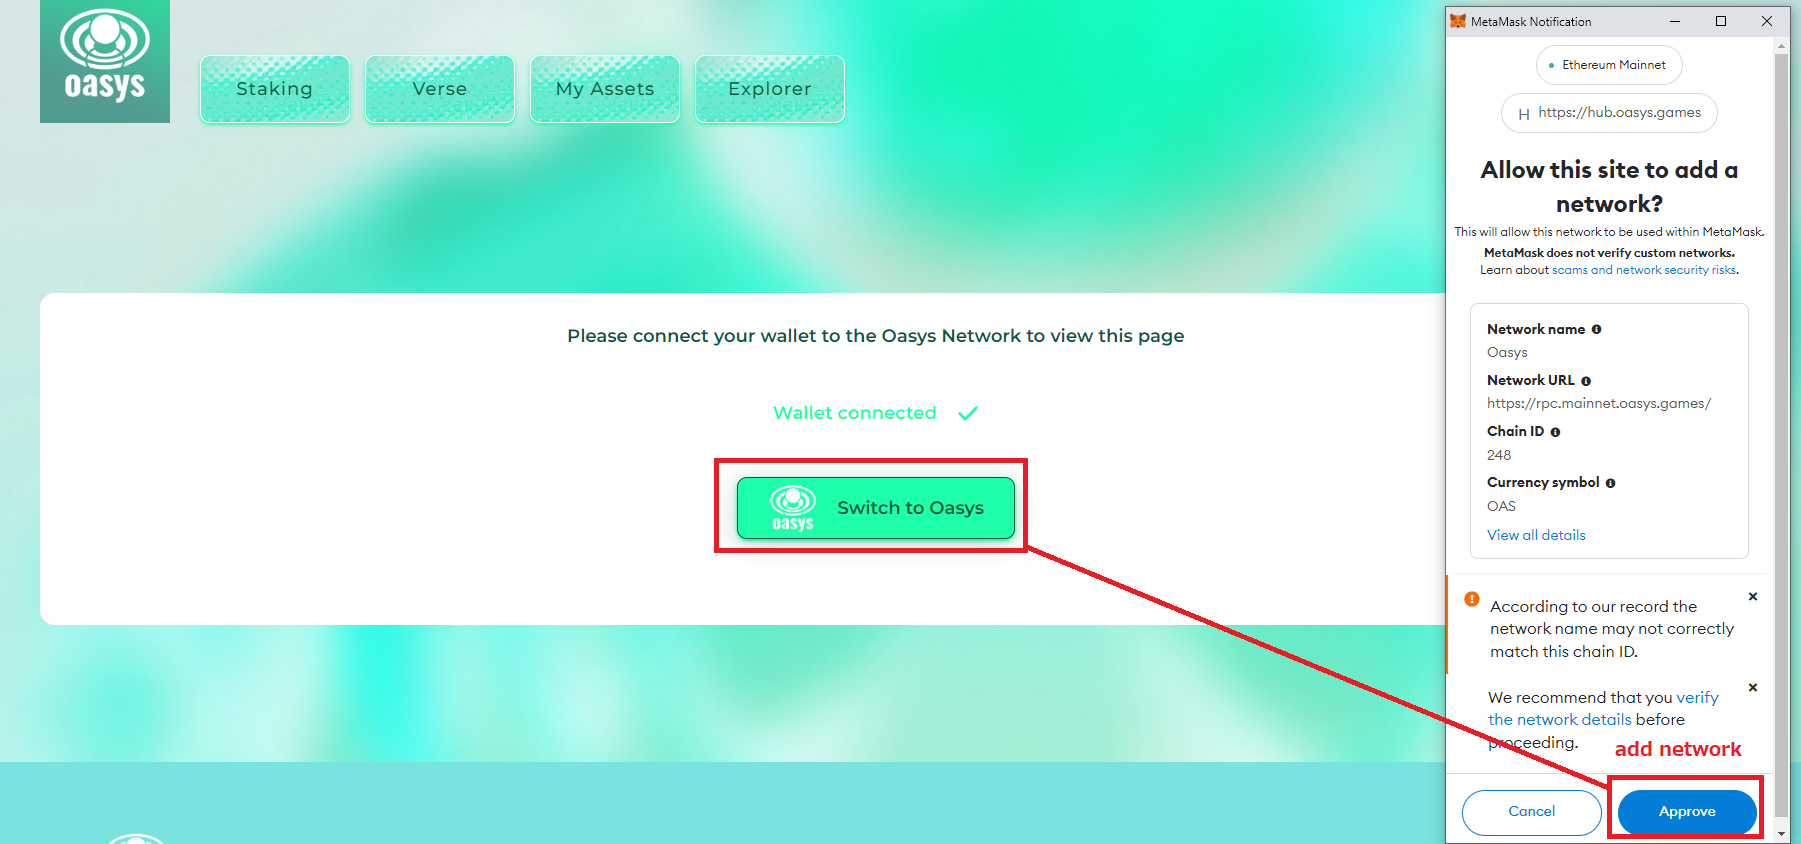 oasys
Staking
Verse
My Assets
Explorer
Please connect your wallet to the Oasys Network to view this page
Wallet connected
oasys
Switch to Oasys
MetaMask Notification
Ethereum Mainnet
H https://hub.oasys.games
Allow this site to add a
network?
This will allow this network to be used within MetaMask.
MetaMask does not verify custom networks.
Learn about scams and network security risks.
Network name
Oasys
Network URL
https://rpc.mainnet.oasys.games/
Chain ID
248
Currency symbol
OAS
View all details
According to our record the
network name may not correctly
match this chain ID.
We recommend that you verify
the network details before
proceeding.
add network
Cancel
Approve